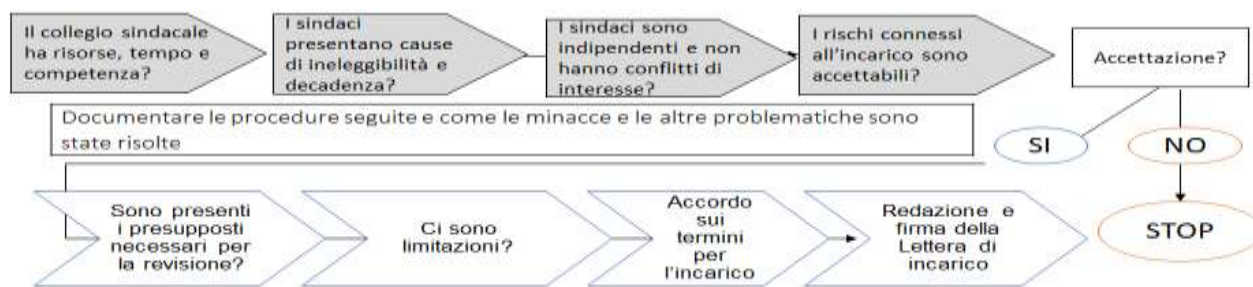 Il collegio sindacale
ha risorse, tempo e
competenza?
I sindaci
presentano cause
di ineleggibilità e
decadenza?
I sindaci sono
indipendenti e non
hanno conflitti di
interesse?
I rischi connessi
all'incarico sono
accettabili?
Accettazione?
Documentare le procedure seguite e come le minacce e le altre problematiche sono
state risolte
SI
NO
Sono presenti
i presupposti
necessari per
la revisione?
Ci sono
limitazioni?
Accordo
sui
termini
per
l'incarico
Redazione e
firma della
Lettera di
incarico
STOP